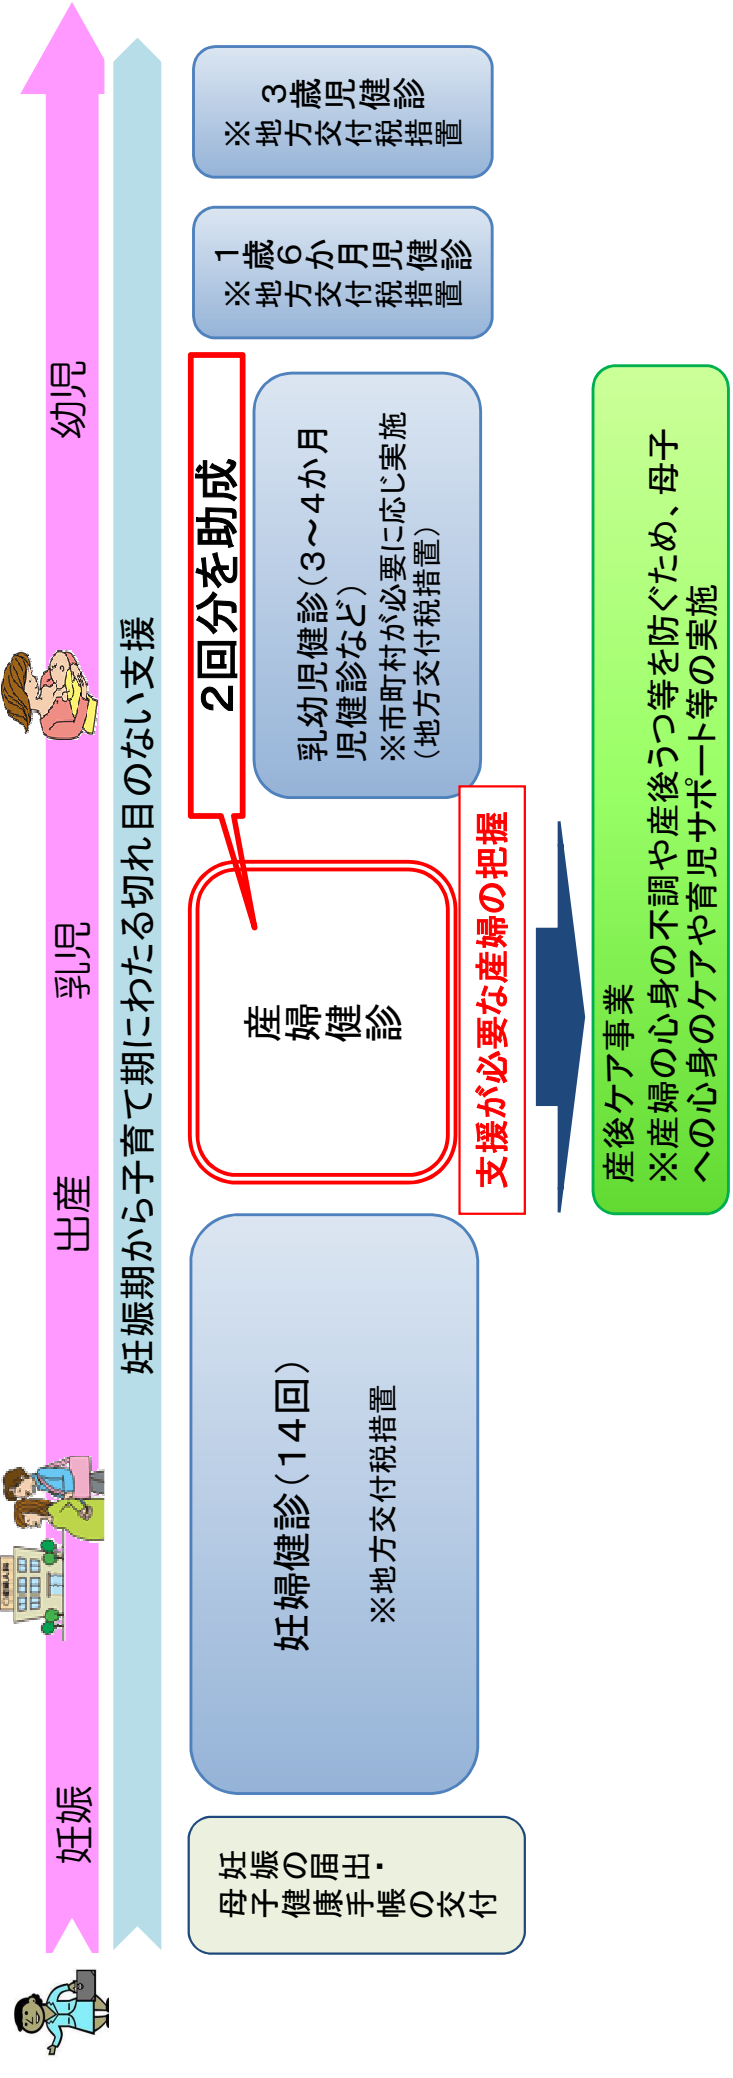 妊娠
出産
乳児
幼児
妊娠期から子育て期にわたる切れ目のない支援
妊娠の届出・
母子健康手帳の交付
妊婦健診（１４回）
※地方交付税措置
産婦健診
２回分を助成
乳幼児健診（３～４か月
児健診など）
※市町村が必要に応じ実施
（地方交付税措置）
１歳６か月児健診
※地方交付税措置
３歳児健診
※地方交付税措置
支援が必要な産婦の把握
産後ケア事業
※産婦の心身の不調や産後うつ等を防ぐため、母子
への心身のケアや育児サポート等の実施